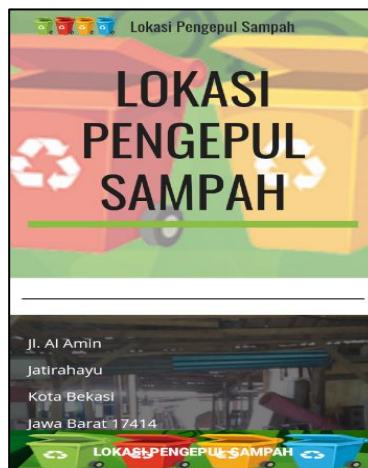 Lokasi Pengepul Sampah
LOKASI
PENGEPUL
SAMPAH
Jl. Al Amin
Jatirahayu
Kota Bekasi
Jawa Barat 17414
LOKASI PENGEPUL SAMPAH